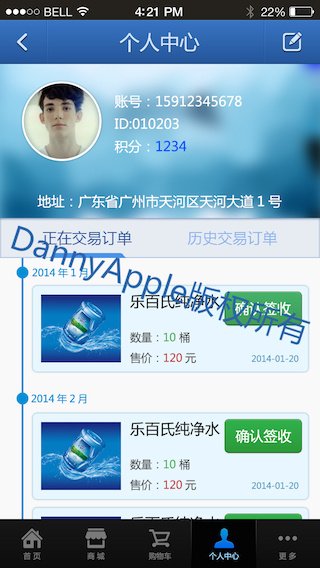 BELL 4:21 PM 22%
个人中心
账号：15912345678
ID:010203
积分：1234
地址：广东省广州市天河区天河大道1号
正在交易订单 历史交易订单
DannyApple版权所有
2014 年 1 月
乐百氏纯净水
确认签收
数量：10 桶
售价：120 元
2014-01-20
2014 年 2 月
乐百氏纯净水
确认签收
数量：10 桶
售价：120 元
2014-01-20
乐百氏纯净水
首 页 商 城 购物车 个人中心 更 多